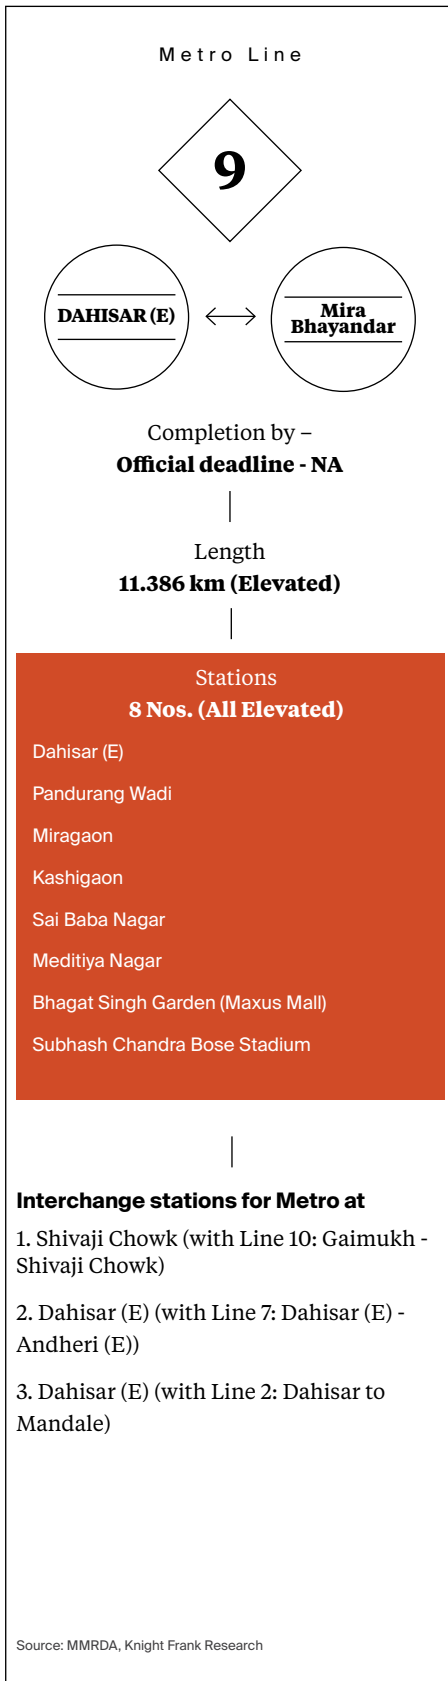 Metro Line
9
DAHISAR (E)
Mira
Bhayandar
Completion by –
Official deadline - NA
Length
11.386 km (Elevated)
Stations
8 Nos. (All Elevated)
Dahisar (E)
Pandurang Wadi
Miragaon
Kashigaon
Sai Baba Nagar
Meditiya Nagar
Bhagat Singh Garden (Maxus Mall)
Subhash Chandra Bose Stadium
Interchange stations for Metro at
1. Shivaji Chowk (with Line 10: Gaimukh -
Shivaji Chowk)
2. Dahisar (E) (with Line 7: Dahisar (E) -
Andheri (E))
3. Dahisar (E) (with Line 2: Dahisar to
Mandale)
Source: MMRDA, Knight Frank Research